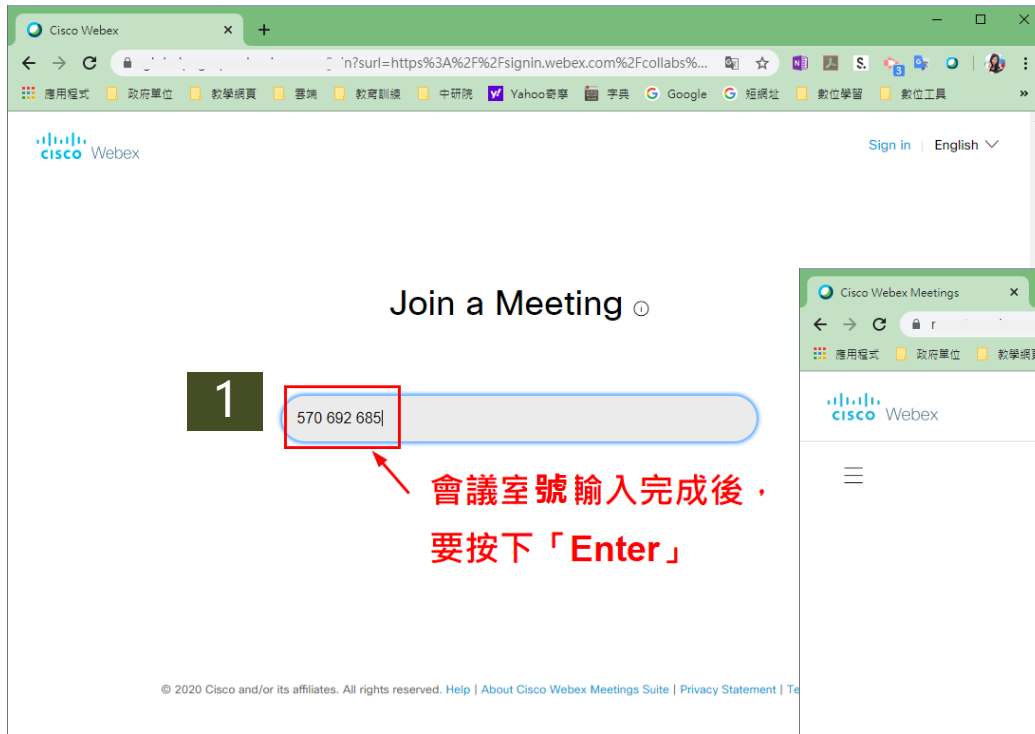 Cisco Webex
n?surl=https%3A%2F%2Fsignin.webex.com%2Fcollabs%...
應用程式 政府單位 教學網頁 雲端 教育訓練 中研院 Yahoo奇摩 字典 Google 短網址 數位學習 數位工具 »
cisco Webex
Sign in | English
Join a Meeting
1
570 692 685
會議室號輸入完成後，
要按下「Enter」
© 2020 Cisco and/or its affiliates. All rights reserved. Help | About Cisco Webex Meetings Suite | Privacy Statement | Te
Cisco Webex Meetings
r
應用程式 政府單位 教學網頁
cisco Webex